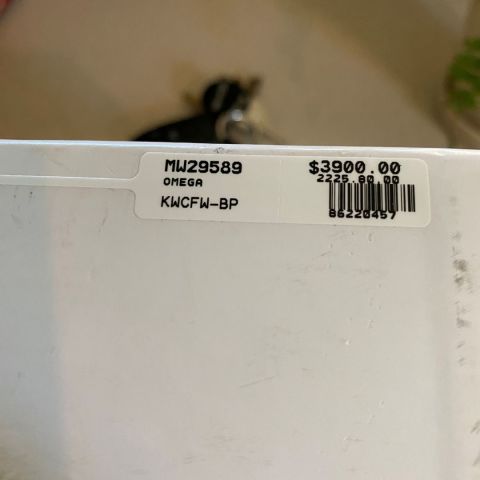 MW29589
OMEGA
KWCFW-BP
$3900.00
2225.80.00
86220457